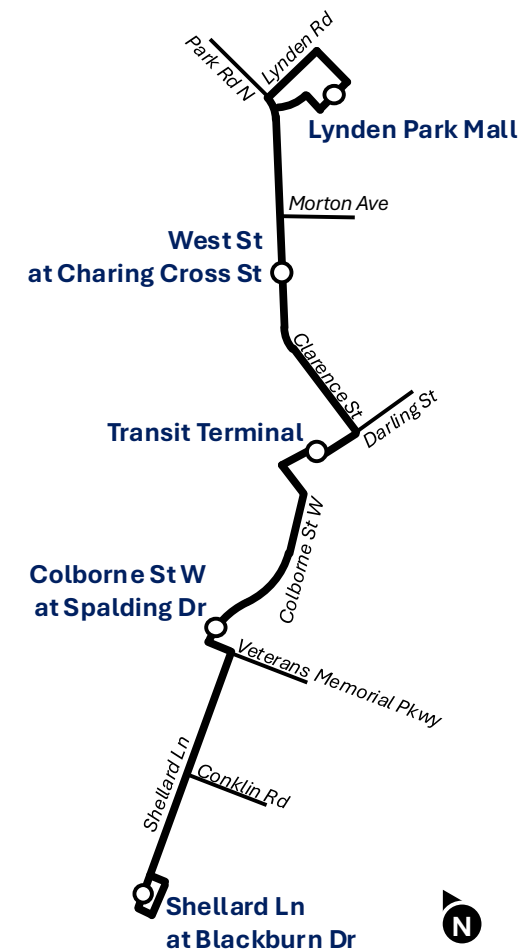 Park Rd N
Lynden Rd
Lynden Park Mall
Morton Ave
West St
at Charing Cross St
Clarence St
Darling St
Transit Terminal
Colborne St W
Colborne St W
at Spalding Dr
Veterans Memorial Pkwy
Shellard Ln
Conklin Rd
Shellard Ln
at Blackburn Dr
N